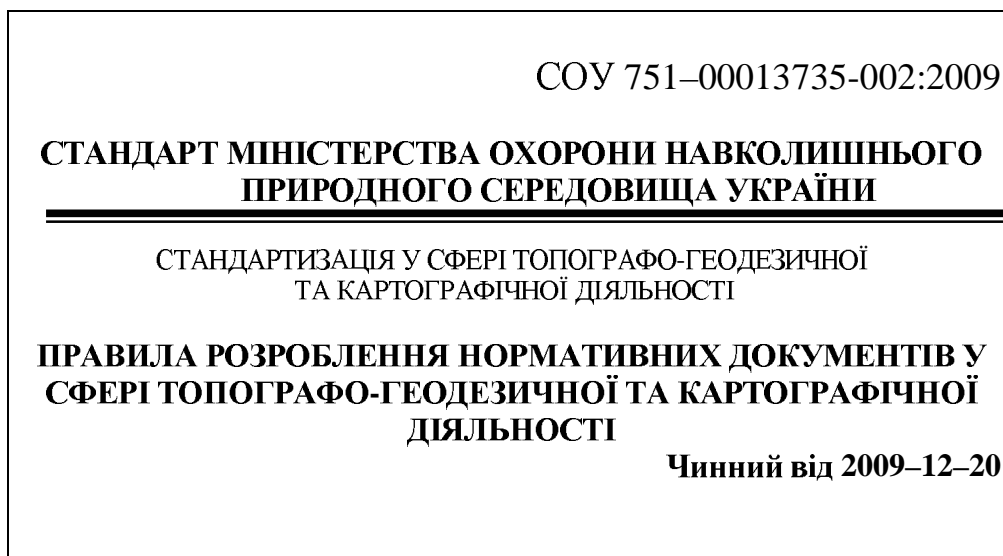 СОУ 751–00013735-002:2009
СТАНДАРТ МІНІСТЕРСТВА ОХОРОНИ НАВКОЛИШНЬОГО
ПРИРОДНОГО СЕРЕДОВИЩА УКРАЇНИ
СТАНДАРТИЗАЦІЯ У СФЕРІ ТОПОГРАФО-ГЕОДЕЗИЧНОЇ
ТА КАРТОГРАФІЧНОЇ ДІЯЛЬНОСТІ
ПРАВИЛА РОЗРОБЛЕННЯ НОРМАТИВНИХ ДОКУМЕНТІВ У
СФЕРІ ТОПОГРАФО-ГЕОДЕЗИЧНОЇ ТА КАРТОГРАФІЧНОЇ
ДІЯЛЬНОСТІ
Чинний від 2009–12–20